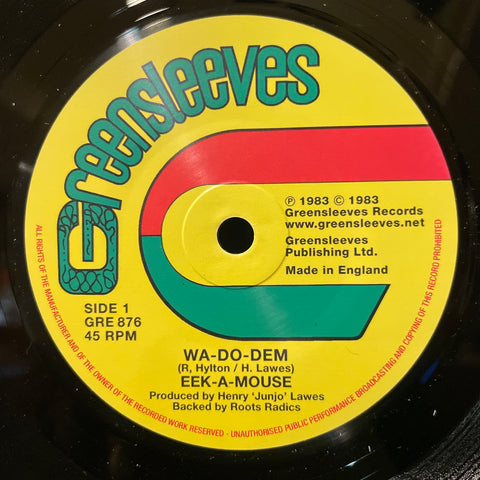 Greensleeves
℗ 1983 © 1983
Greensleeves Records
www.greensleeves.net
Greensleeves
Publishing Ltd.
Made in England
SIDE 1
GRE 876
45 RPM
WA-DO-DEM
(R, Hylton / H. Lawes)
EEK-A-MOUSE
Produced by Henry 'Junjo' Lawes
Backed by Roots Radics
ALL RIGHTS OF THE MANUFACTURER AND OF THE OWNER OF THE RECORDED WORK RESERVED - UNAUTHORISED PUBLIC PERFORMANCE BROADCASTING AND COPYING OF THIS RECORD PROHIBITED